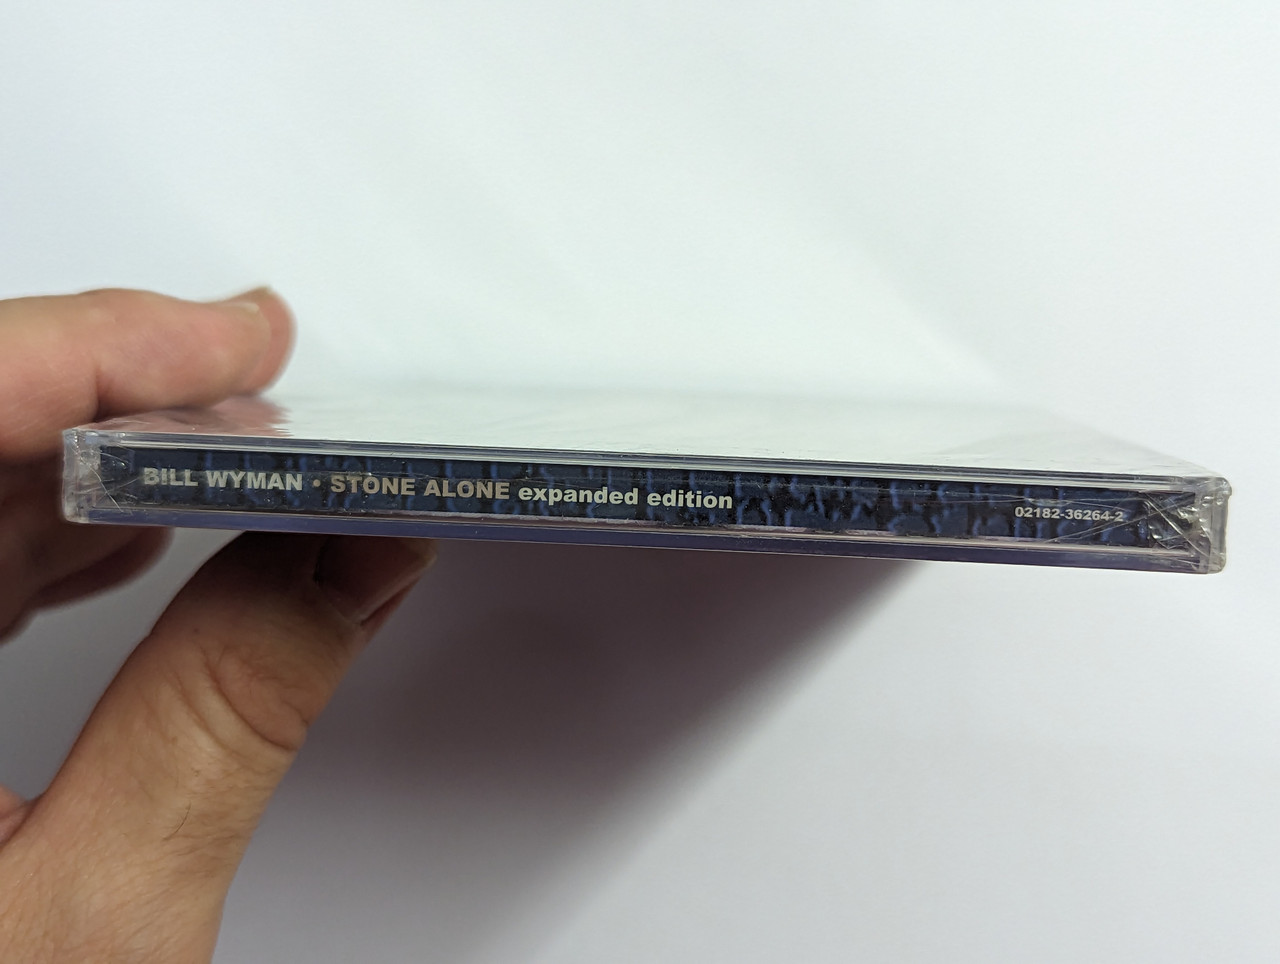 BILL WYMAN • STONE ALONE expanded edition 02182-36264-2